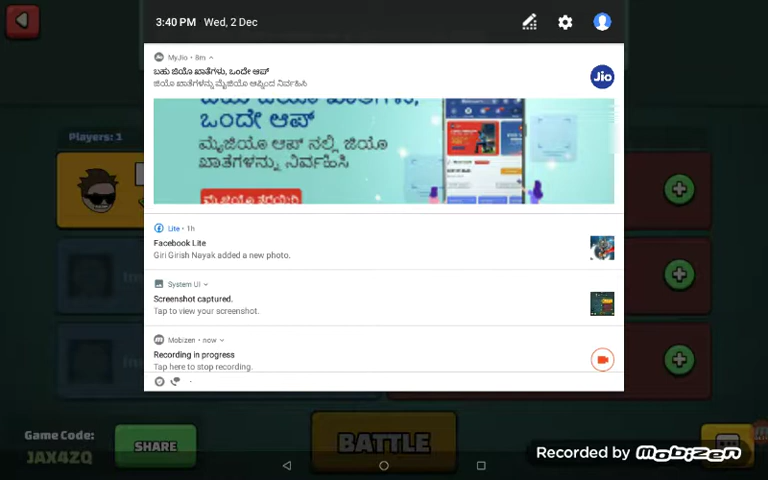 3:40 PM Wed, 2 Dec
MyJio • 8m
ಬಹು ಜಿಯೊ ಖಾತೆಗಳು, ಒಂದೇ ಆಪ್
ಜಿಯೊ ಖಾತೆಗಳನ್ನು ಮೈಜಿಯೊ ಆಪ್ನಿಂದ ನಿರ್ವಹಿಸಿ
Jio
ಬಹು ಜಿಯೊ ಖಾತೆಗಳು,
ಒಂದೇ ಆಪ್
ಮೈಜಿಯೊ ಆಪ್ ನಲ್ಲಿ ಜಿಯೊ
ಖಾತೆಗಳನ್ನು ನಿರ್ವಹಿಸಿ
ಮೈಜಿಯೊ ತೆರೆಯಿರಿ
Players: 1
Lite • 1h
Facebook Lite
Giri Girish Nayak added a new photo.
System UI
Screenshot captured.
Tap to view your screenshot.
Mobizen • now
Recording in progress
Tap here to stop recording.
Game Code:
JAX4ZQ
SHARE
BATTLE
Recorded by Mobizen